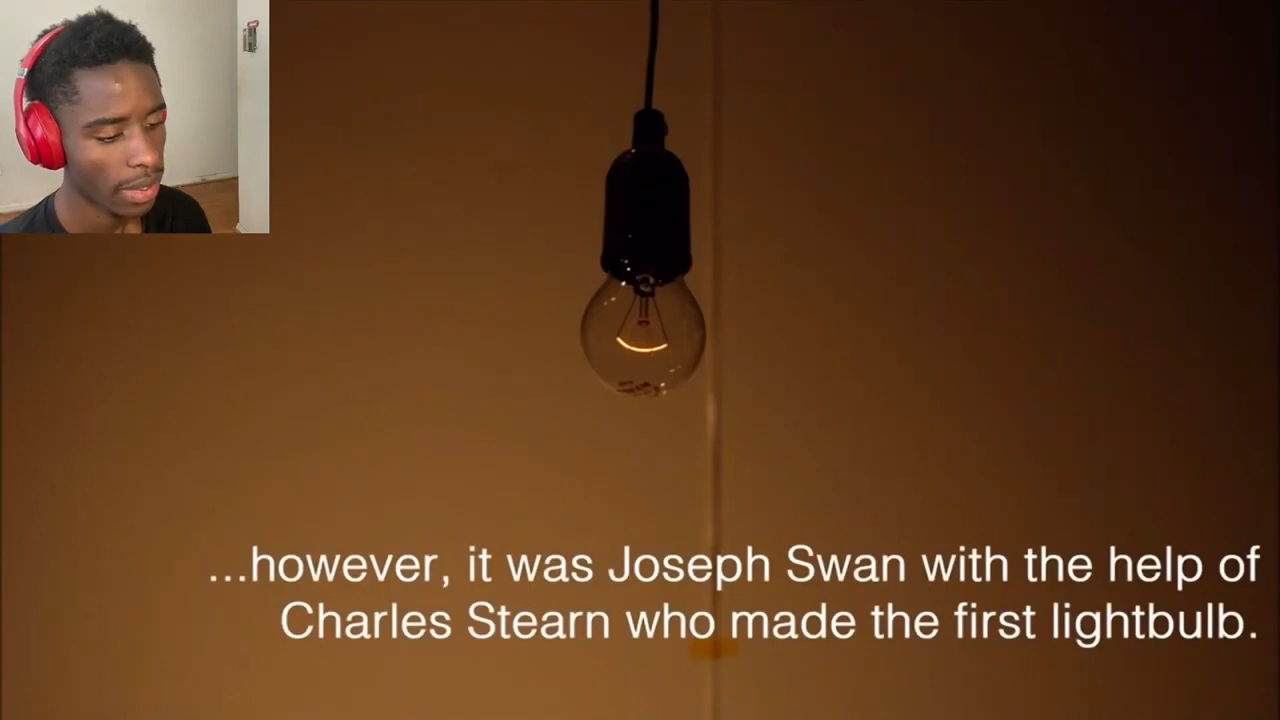 ...however, it was Joseph Swan with the help of
Charles Stearn who made the first lightbulb.